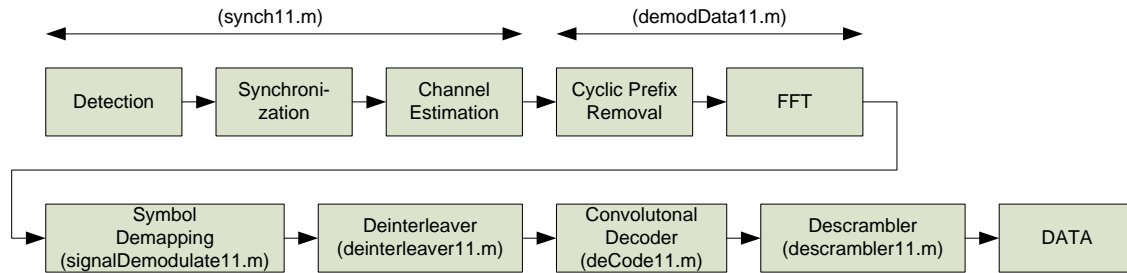 (synch11.m)
(demodData11.m)
Detection
Synchroni-
zation
Channel
Estimation
Cyclic Prefix
Removal
FFT
Symbol
Demapping
(signalDemodulate11.m)
Deinterleaver
(deinterleaver11.m)
Convolutonal
Decoder
(deCode11.m)
Descrambler
(descrambler11.m)
DATA